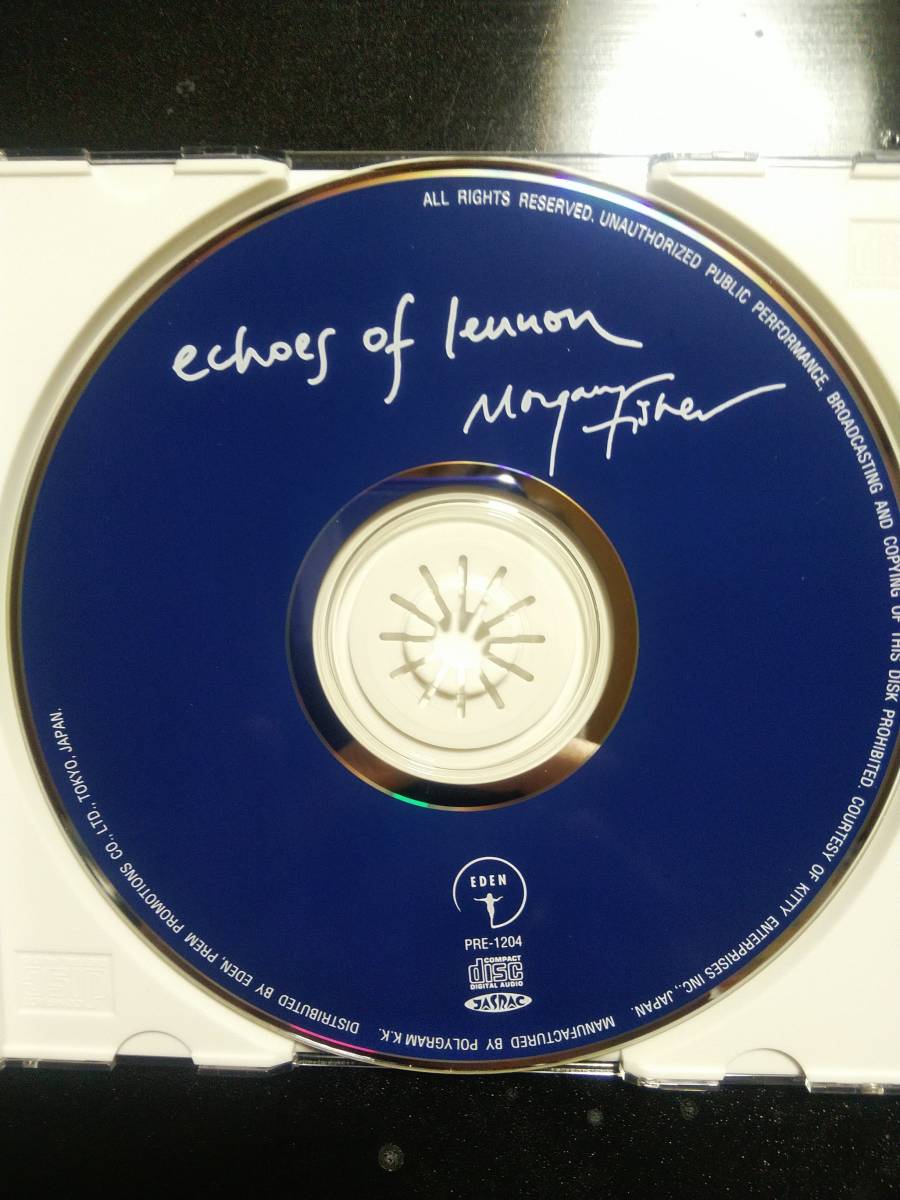 echoes of lennon
Morgan Fisher
EDEN
PRE-1204
COMPACT
disc
DIGITAL AUDIO
JASRAC
ALL RIGHTS RESERVED. UNAUTHORIZED PUBLIC PERFORMANCE, BROADCASTING AND COPYING OF THIS DISK PROHIBITED. COURTESY OF KITTY ENTERPRISES INC., JAPAN. MANUFACTURED BY POLYGRAM K.K. DISTRIBUTED BY EDEN, PREM PROMOTIONS CO., LTD., TOKYO, JAPAN.